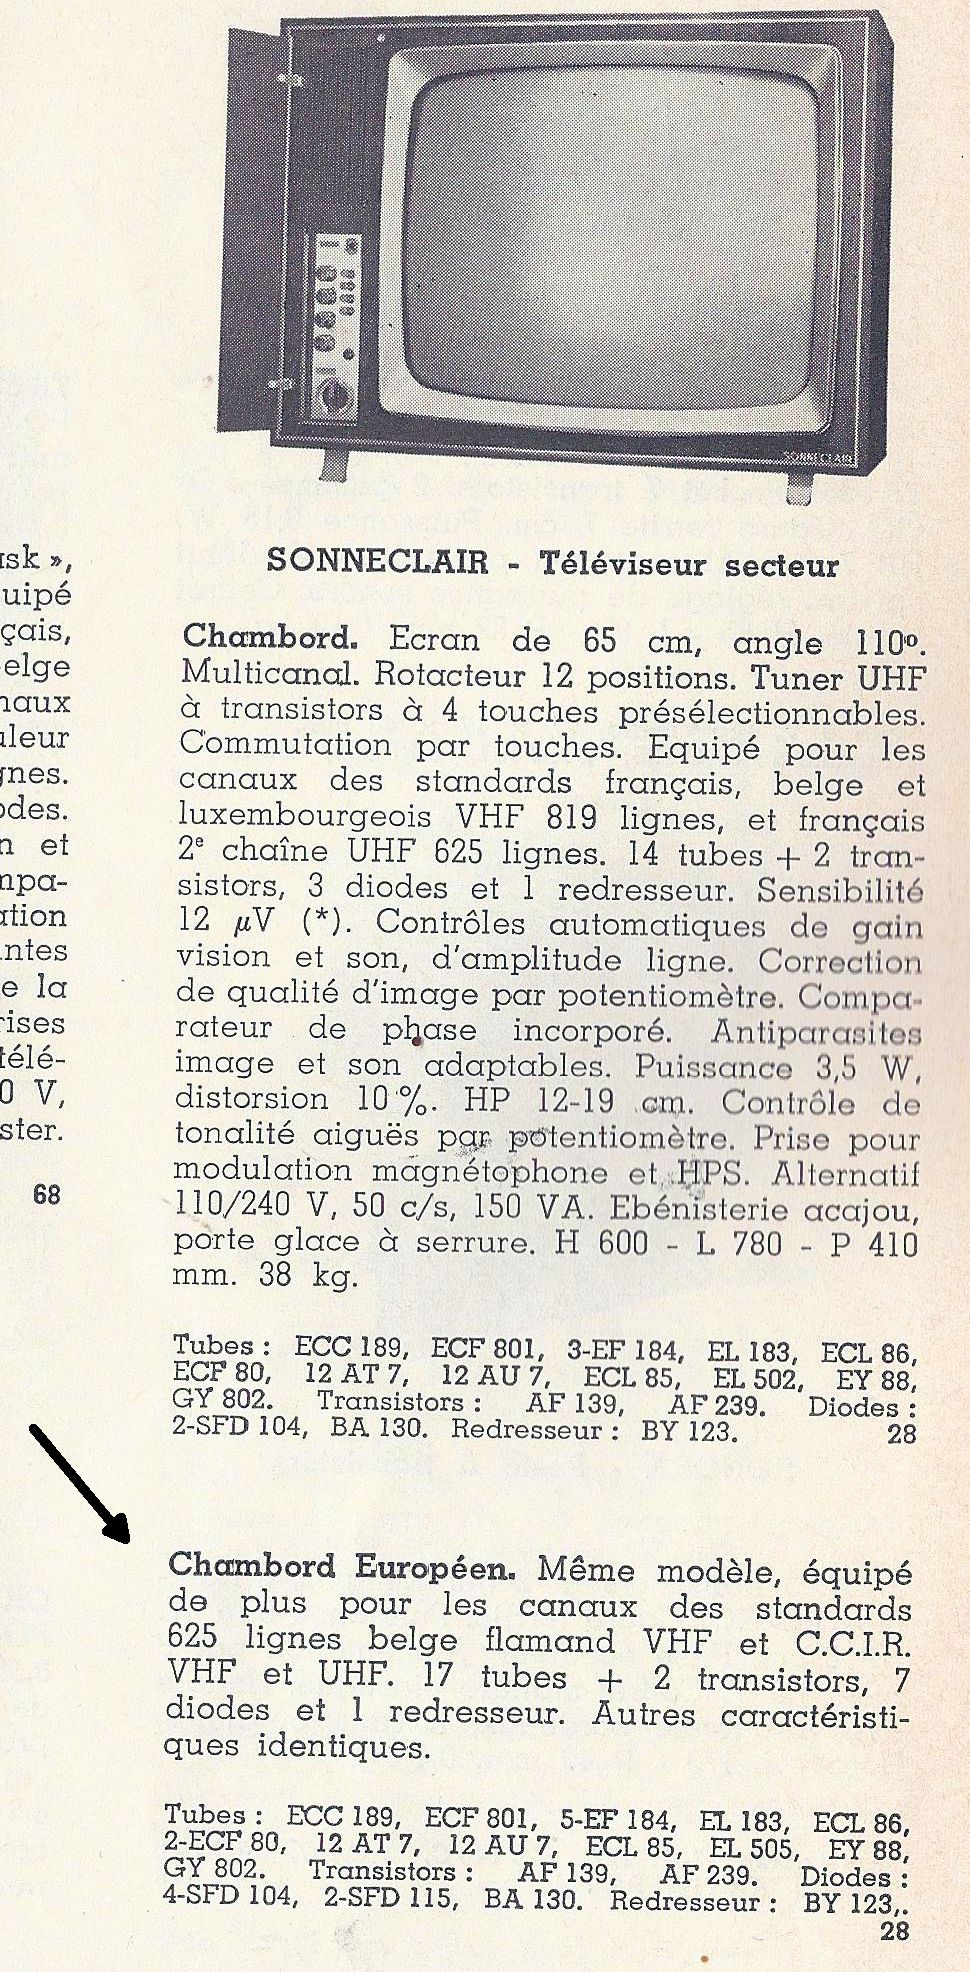 SONNECLAIR
SONNECLAIR - Téléviseur secteur
Chambord. Ecran de 65 cm, angle 110º.
Multicanal. Rotacteur 12 positions. Tuner UHF
à transistors à 4 touches présélectionnables.
Commutation par touches. Equipé pour les
canaux des standards français, belge et
luxembourgeois VHF 819 lignes, et français
2e chaîne UHF 625 lignes. 14 tubes + 2 tran-
sistors, 3 diodes et 1 redresseur. Sensibilité
12 µV (*). Contrôles automatiques de gain
vision et son, d'amplitude ligne. Correction
de qualité d'image par potentiomètre. Compa-
rateur de phase incorporé. Antiparasites
image et son adaptables. Puissance 3,5 W,
distorsion 10 %. HP 12-19 cm. Contrôle de
tonalité aiguës par potentiomètre. Prise pour
modulation magnétophone et HPS. Alternatif
110/240 V, 50 c/s, 150 VA. Ebénisterie acajou,
porte glace à serrure. H 600 - L 780 - P 410
mm. 38 kg.
Tubes : ECC 189, ECF 801, 3-EF 184, EL 183, ECL 86,
ECF 80, 12 AT 7, 12 AU 7, ECL 85, EL 502, EY 88,
GY 802. Transistors : AF 139, AF 239. Diodes :
2-SFD 104, BA 130. Redresseur : BY 123.
28
Chambord Européen. Même modèle, équipé
de plus pour les canaux des standards
625 lignes belge flamand VHF et C.C.I.R.
VHF et UHF. 17 tubes + 2 transistors, 7
diodes et 1 redresseur. Autres caractéristi-
ques identiques.
Tubes : ECC 189, ECF 801, 5-EF 184, EL 183, ECL 86,
2-ECF 80, 12 AT 7, 12 AU 7, ECL 85, EL 505, EY 88,
GY 802. Transistors : AF 139, AF 239. Diodes :
4-SFD 104, 2-SFD 115, BA 130. Redresseur : BY 123,.
28
ısk »,
uipé
çais,
elge
naux
uleur
gnes.
odes.
n et
mpa-
ation
antes
e la
rises
télé-
0 V,
ster.
68